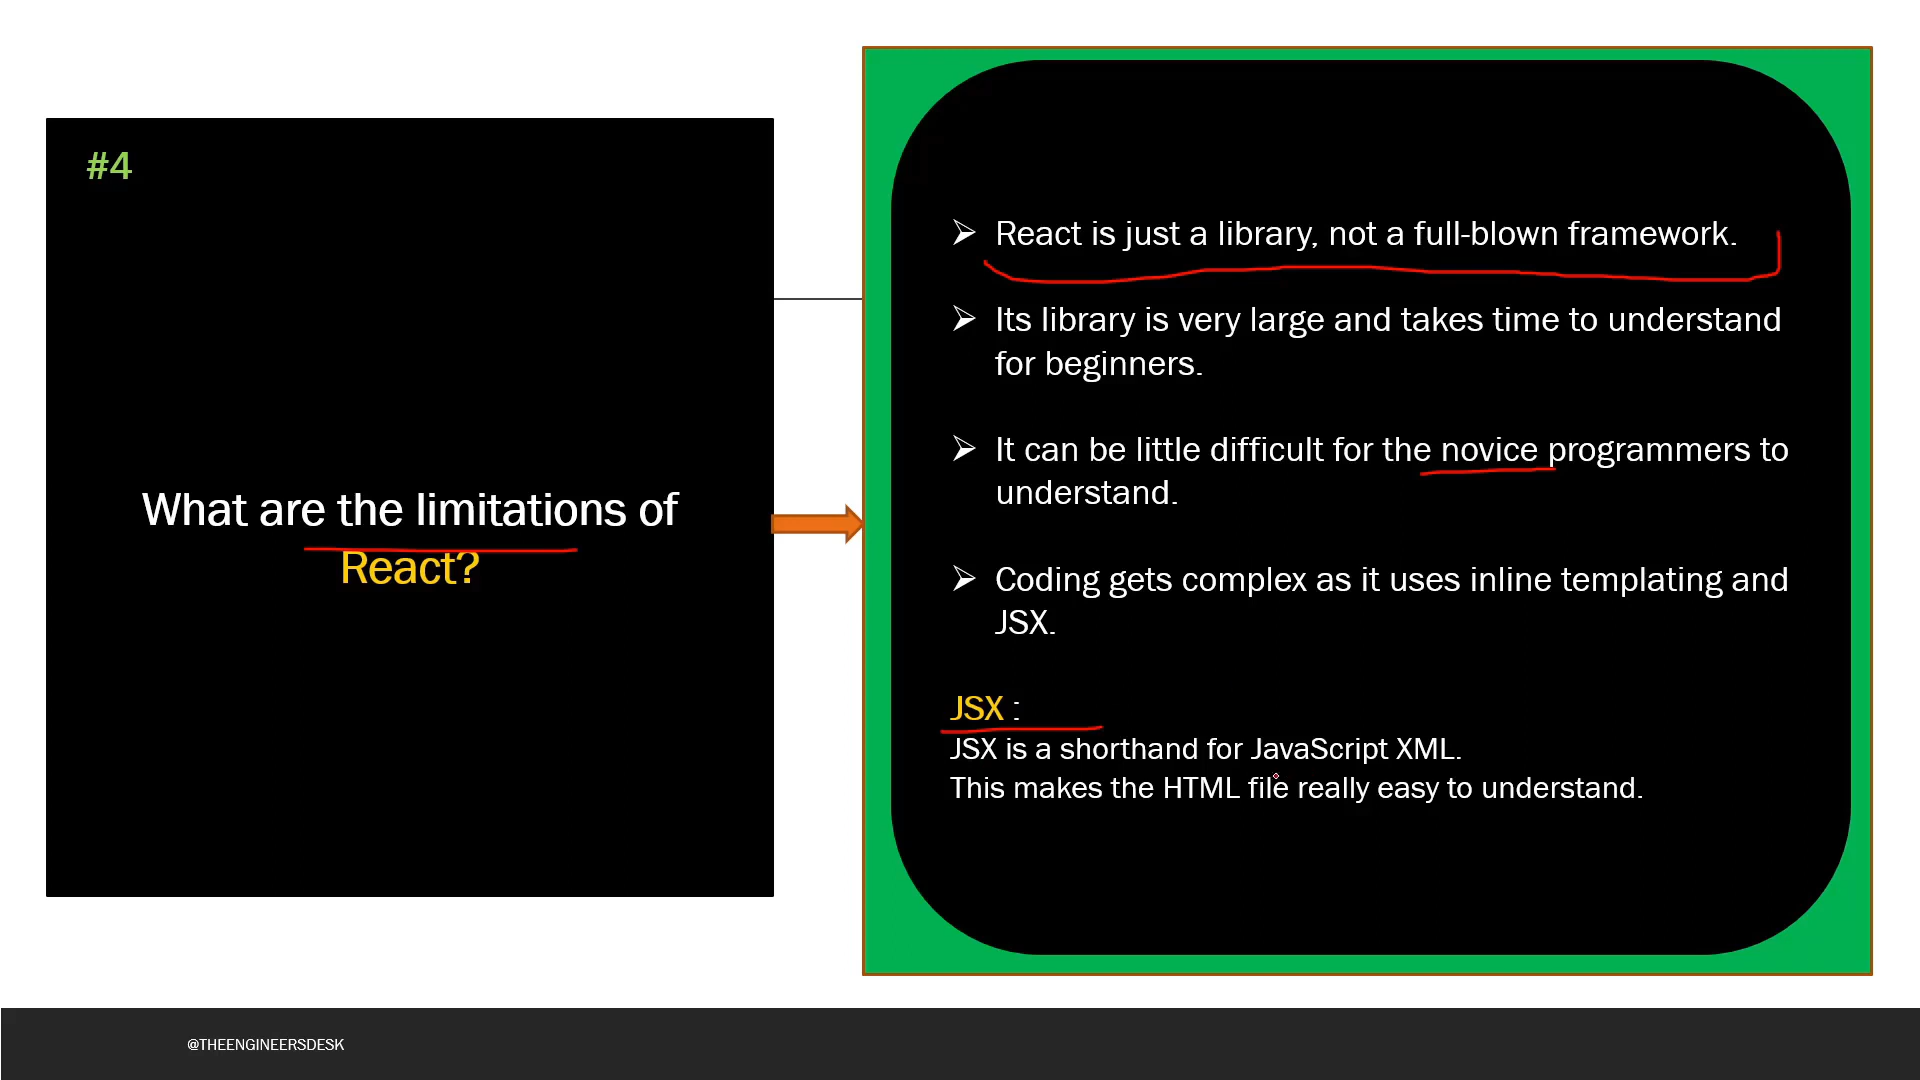 #4
What are the limitations of
React?
➢ React is just a library, not a full-blown framework.
➢ Its library is very large and takes time to understand
for beginners.
➢ It can be little difficult for the novice programmers to
understand.
➢ Coding gets complex as it uses inline templating and
JSX.
JSX :
JSX is a shorthand for JavaScript XML.
This makes the HTML file really easy to understand.
@THEENGINEERSDESK